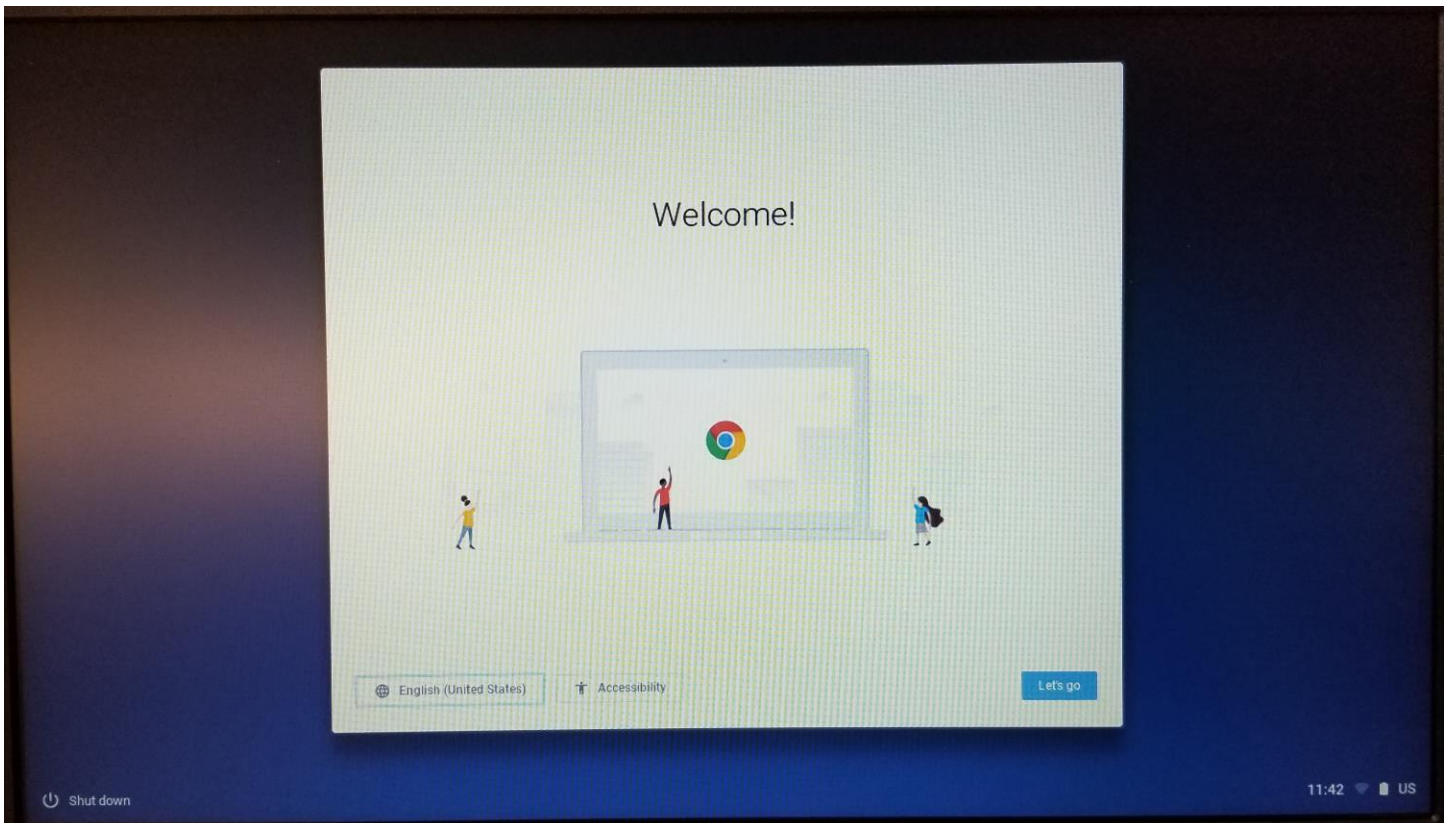 Welcome!
English (United States)
Accessibility
Let's go
Shut down
11:42
US